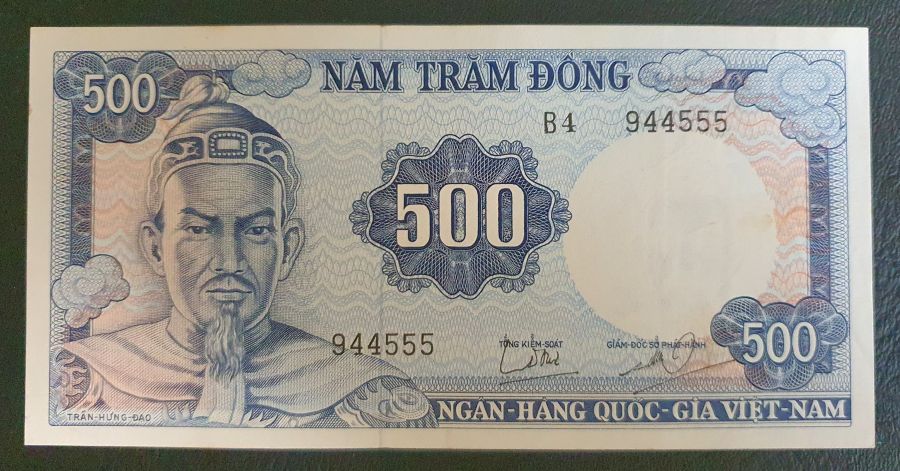 500
NĂM TRĂM ĐỒNG
B4 944555
500
944555
TỔNG KIỂM-SOÁT
GIÁM-ĐỐC SỞ PHÁT-HÀNH
500
TRẦN-HƯNG-ĐẠO
NGÂN-HÀNG QUỐC-GIA VIỆT-NAM